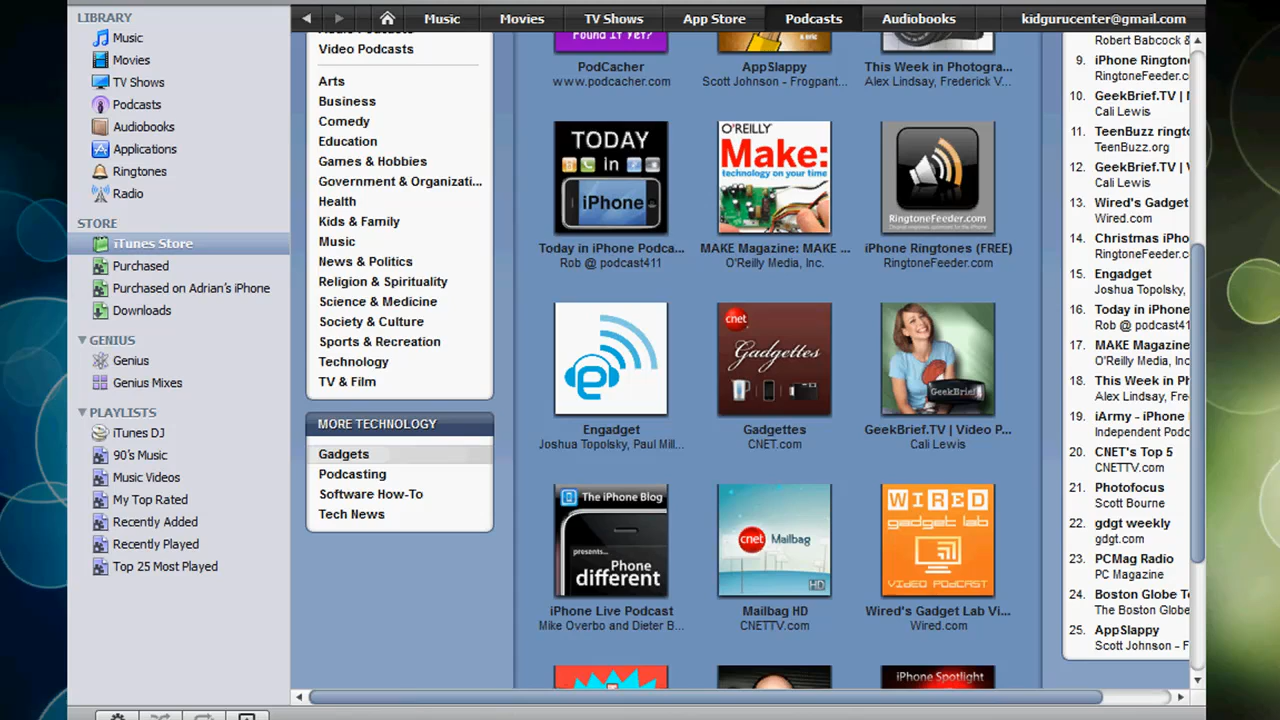 LIBRARY
Music
Movies
TV Shows
Podcasts
Audiobooks
Applications
Ringtones
Radio
STORE
iTunes Store
Purchased
Purchased on Adrian's iPhone
Downloads
GENIUS
Genius
Genius Mixes
PLAYLISTS
iTunes DJ
90's Music
Music Videos
My Top Rated
Recently Added
Recently Played
Top 25 Most Played
Music Movies TV Shows App Store Podcasts Audiobooks kidgurucenter@gmail.com
Video Podcasts
Arts
Business
Comedy
Education
Games & Hobbies
Government & Organizati...
Health
Kids & Family
Music
News & Politics
Religion & Spirituality
Science & Medicine
Society & Culture
Sports & Recreation
Technology
TV & Film
MORE TECHNOLOGY
Gadgets
Podcasting
Software How-To
Tech News
Found it Yet?
PodCacher
www.podcacher.com
AppSlappy
Scott Johnson - Frogpant...
This Week in Photogra...
Alex Lindsay, Frederick V...
TODAY
in
iPhone
Today in iPhone Podca...
Rob @ podcast411
O'REILLY
Make:
technology on your time
MAKE Magazine: MAKE ...
O'Reilly Media, Inc.
RINGTONEFEEDER.com
iPhone Ringtones (FREE)
RingtoneFeeder.com
e
Engadget
Joshua Topolsky, Paul Mill...
cnet
Gadgettes
Gadgettes
CNET.com
GeekBrief
GeekBrief.TV | Video P...
Cali Lewis
The iPhone Blog
presents...
Phone
different
iPhone Live Podcast
Mike Overbo and Dieter B...
cnet Mailbag
HD
Mailbag HD
CNETTV.com
WIRED
gadget lab
VIDEO PODCAST
Wired's Gadget Lab Vi...
Wired.com
iPhone Spotlight
Robert Babcock &
9. iPhone Ringtone
RingtoneFeeder.co
10. GeekBrief.TV |
Cali Lewis
11. TeenBuzz ringto
TeenBuzz.org
12. GeekBrief.TV |
Cali Lewis
13. Wired's Gadget
Wired.com
14. Christmas iPho
RingtoneFeeder.c
15. Engadget
Joshua Topolsky,
16. Today in iPhone
Rob @ podcast41
17. MAKE Magazine
O'Reilly Media, Inc
18. This Week in Ph
Alex Lindsay, Fre
19. iArmy - iPhone
Independent Podc
20. CNET's Top 5
CNETTV.com
21. Photofocus
Scott Bourne
22. gdgt weekly
gdgt.com
23. PCMag Radio
PC Magazine
24. Boston Globe Te
The Boston Globe
25. AppSlappy
Scott Johnson - F